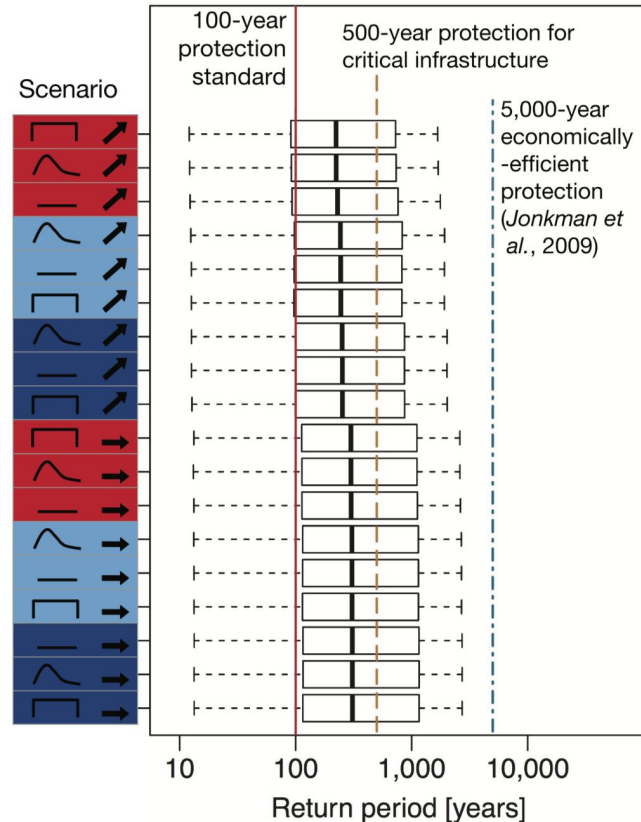 100-year
protection
standard
500-year protection for
critical infrastructure
Scenario
5,000-year
economically
-efficient
protection
(Jonkman et
al., 2009)
10
100
1,000
10,000
Return period [years]